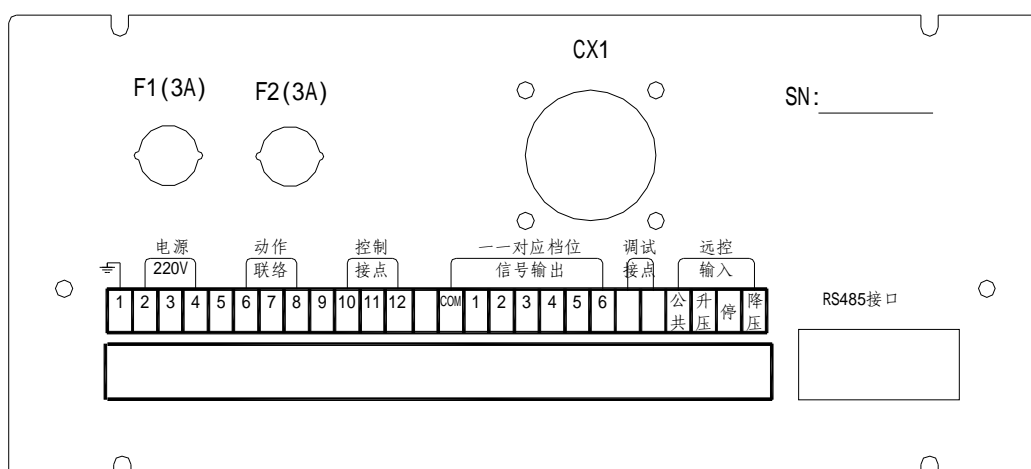 CX1
F1(3A)
F2(3A)
SN:
电源
220V
动作
联络
控制
接点
一一对应档位
信号输出
调试
接点
远控
输入
1 2 3 4 5 6 7 8 9 10 11 12 COM 1 2 3 4 5 6 公共 升压 停 降压
RS485接口